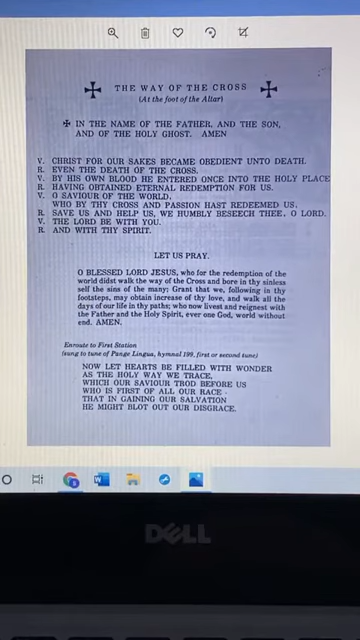 THE WAY OF THE CROSS
(At the foot of the Altar)
✠ IN THE NAME OF THE FATHER, AND THE SON,
AND OF THE HOLY GHOST. AMEN
V. CHRIST FOR OUR SAKES BECAME OBEDIENT UNTO DEATH.
R. EVEN THE DEATH OF THE CROSS.
V. BY HIS OWN BLOOD HE ENTERED ONCE INTO THE HOLY PLACE
R. HAVING OBTAINED ETERNAL REDEMPTION FOR US.
V. O SAVIOUR OF THE WORLD,
WHO BY THY CROSS AND PASSION HAST REDEEMED US,
R. SAVE US AND HELP US, WE HUMBLY BESEECH THEE, O LORD.
V. THE LORD BE WITH YOU.
R. AND WITH THY SPIRIT.
LET US PRAY.
O BLESSED LORD JESUS, who for the redemption of the
world didst walk the way of the Cross and bore in thy sinless
self the sins of the many; Grant that we, following in thy
footsteps, may obtain increase of thy love, and walk all the
days of our life in thy paths; who now livest and reignest with
the Father and the Holy Spirit, ever one God, world without
end. AMEN.
Enroute to First Station
(sung to tune of Pange Lingua, hymnal 199, first or second tune)
NOW LET HEARTS BE FILLED WITH WONDER
AS THE HOLY WAY WE TRACE,
WHICH OUR SAVIOUR TROD BEFORE US
WHO IS FIRST OF ALL OUR RACE -
THAT IN GAINING OUR SALVATION
HE MIGHT BLOT OUT OUR DISGRACE.
W
DELL